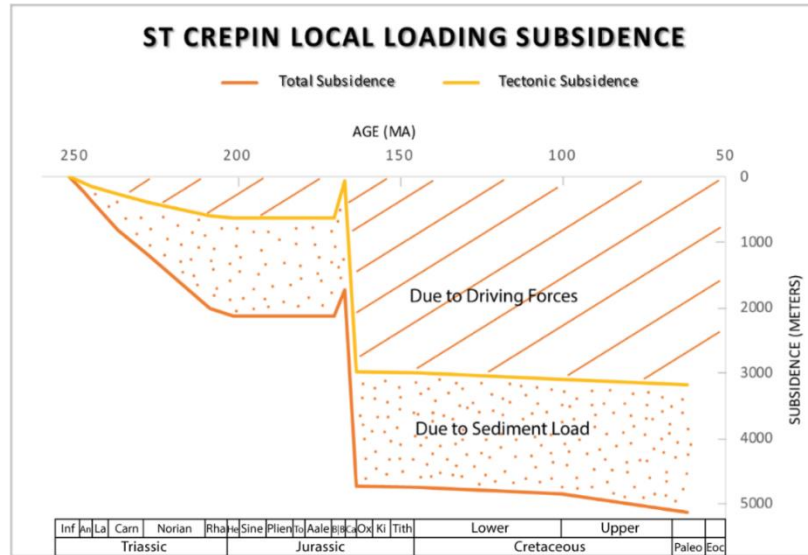 ST CREPIN LOCAL LOADING SUBSIDENCE
Total Subsidence Tectonic Subsidence
AGE (MA)
250 200 150 100 50
0
1000
Due to Driving Forces
2000
3000
SUBSIDENCE (METERS)
Due to Sediment Load
4000
5000
Inf An La Carn Norian Rha He Sine Plien To Aale B B Ca Ox Ki Tith Lower Upper
Triassic Jurassic Cretaceous Paleo Eoc